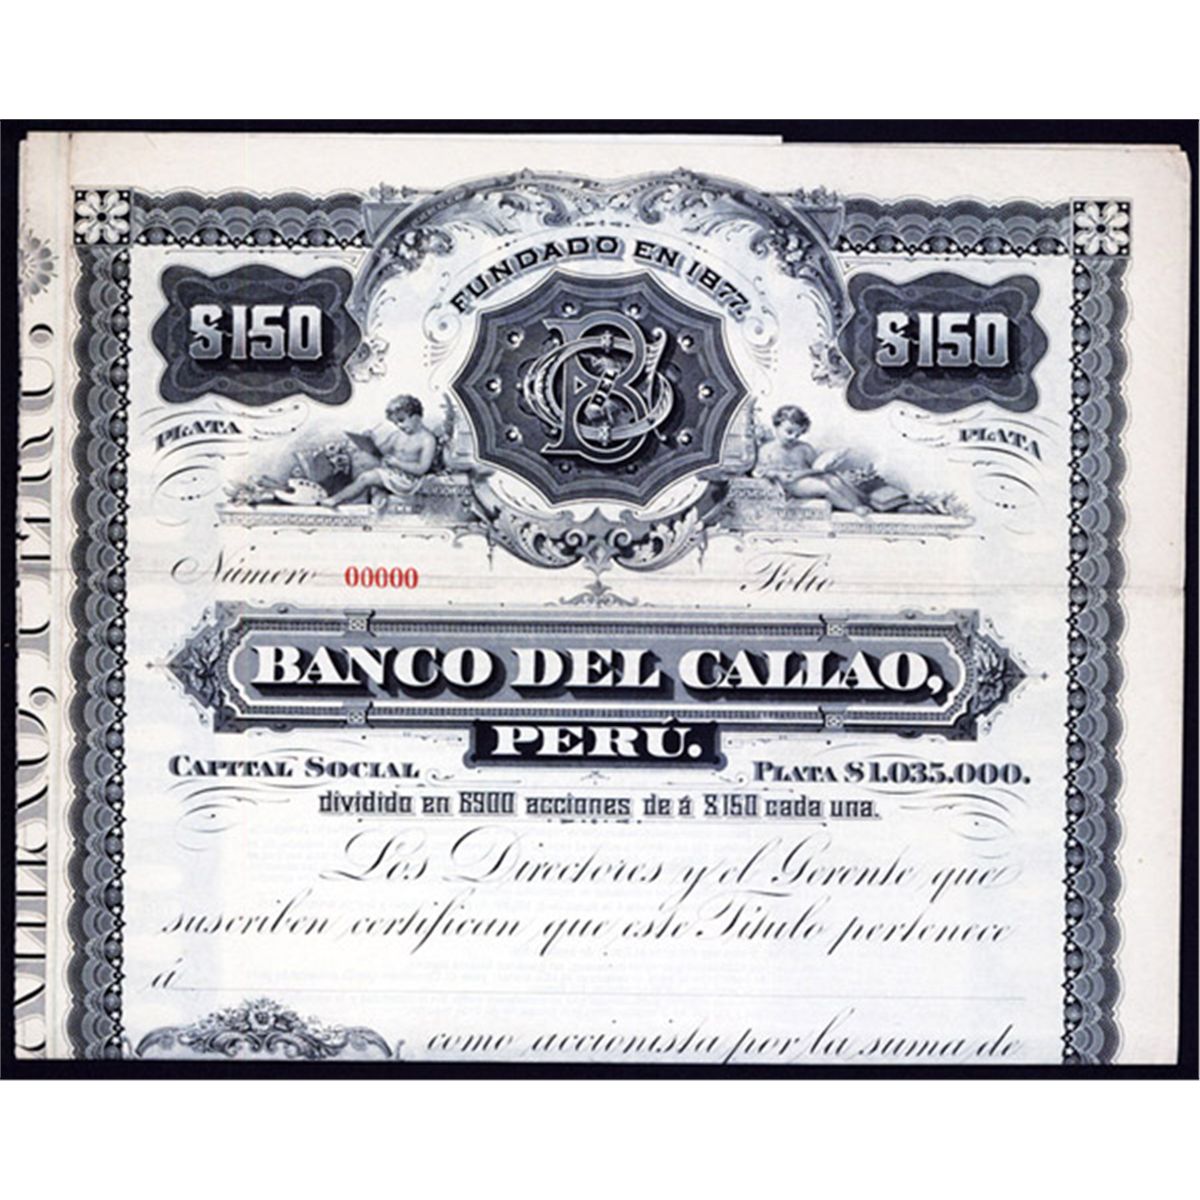 FUNDADO EN 1877.
$150 $150
PLATA PLATA
Número 00000 Folio
BANCO DEL CALLAO,
PERÚ.
CAPITAL SOCIAL PLATA $1.035.000.
dividido en 6900 acciones de á $150 cada una.
Los Directores y el Gerente que
suscriben certifican que este Título pertenece
á
como accionista por la suma de